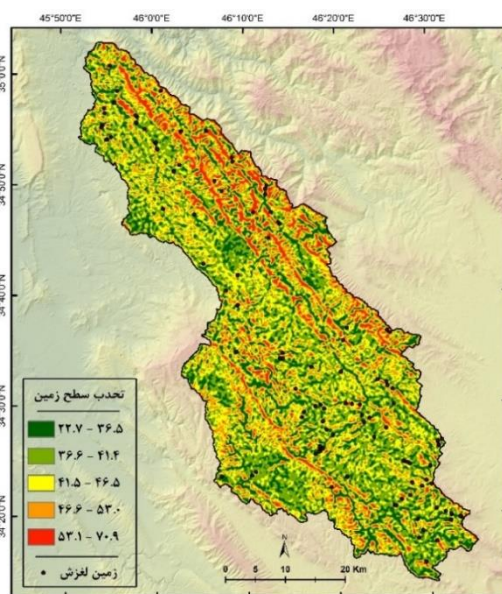 45°50'0"E 46°0'0"E 46°10'0"E 46°20'0"E 46°30'0"E
35°0'0"N
34°50'0"N
34°40'0"N
34°30'0"N
34°20'0"N
تحدب سطح زمین
۲۲.۷ - ۳۶.۵
۳۶.۶ - ۴۱.۴
۴۱.۵ - ۴۶.۵
۴۶.۶ - ۵۳.۰
۵۳.۱ - ۷۰.۹
زمین لغزش
N
0 5 10 20 Km